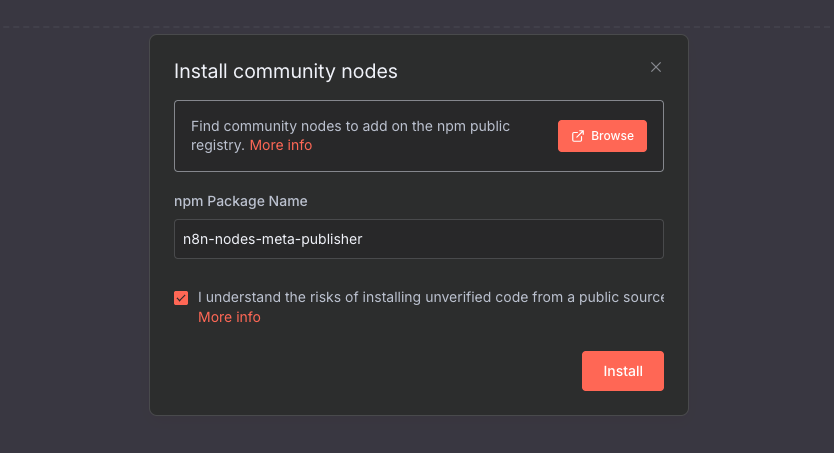 Install community nodes
Find community nodes to add on the npm public
registry. More info
Browse
npm Package Name
n8n-nodes-meta-publisher
I understand the risks of installing unverified code from a public source
More info
Install